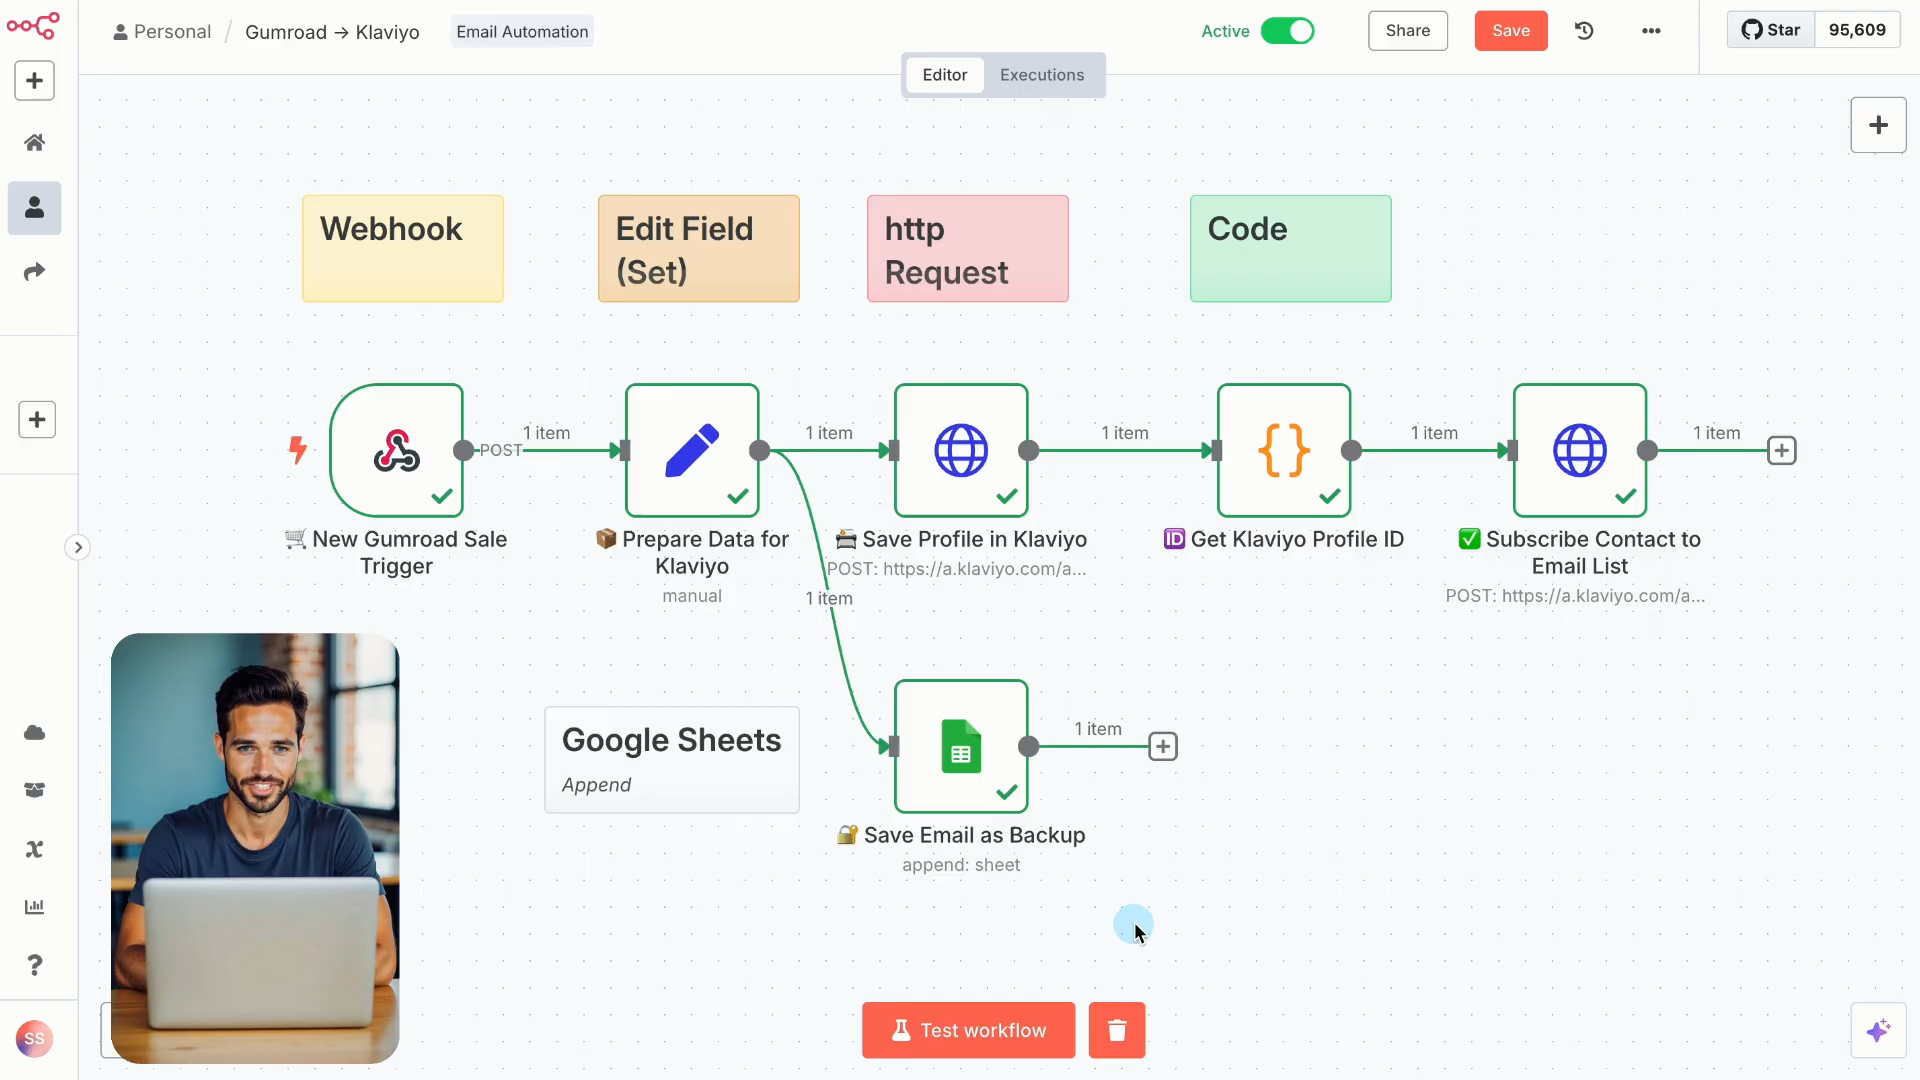 Personal / Gumroad → Klaviyo Email Automation Active Share Save ••• Star 95,609
Editor Executions
Webhook
Edit Field
(Set)
http
Request
Code
1 item
1 item
1 item
1 item
1 item
POST
🛒 New Gumroad Sale
Trigger
📦 Prepare Data for
Klaviyo
manual
📇 Save Profile in Klaviyo
POST: https://a.klaviyo.com/a...
🆔 Get Klaviyo Profile ID
✅ Subscribe Contact to
Email List
POST: https://a.klaviyo.com/a...
1 item
Google Sheets
Append
1 item
🔐 Save Email as Backup
append: sheet
Test workflow
SS